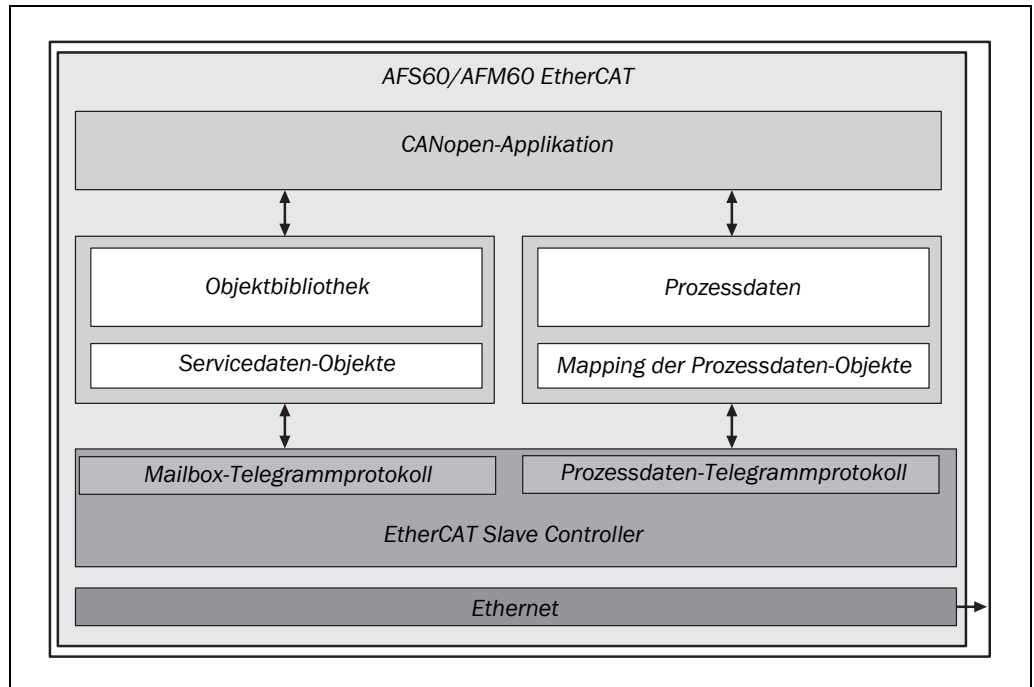 AFS60/AFM60 EtherCAT
CANopen-Applikation
Objektbibliothek
Prozessdaten
Servicedaten-Objekte
Mapping der Prozessdaten-Objekte
Mailbox-Telegrammprotokoll
Prozessdaten-Telegrammprotokoll
EtherCAT Slave Controller
Ethernet